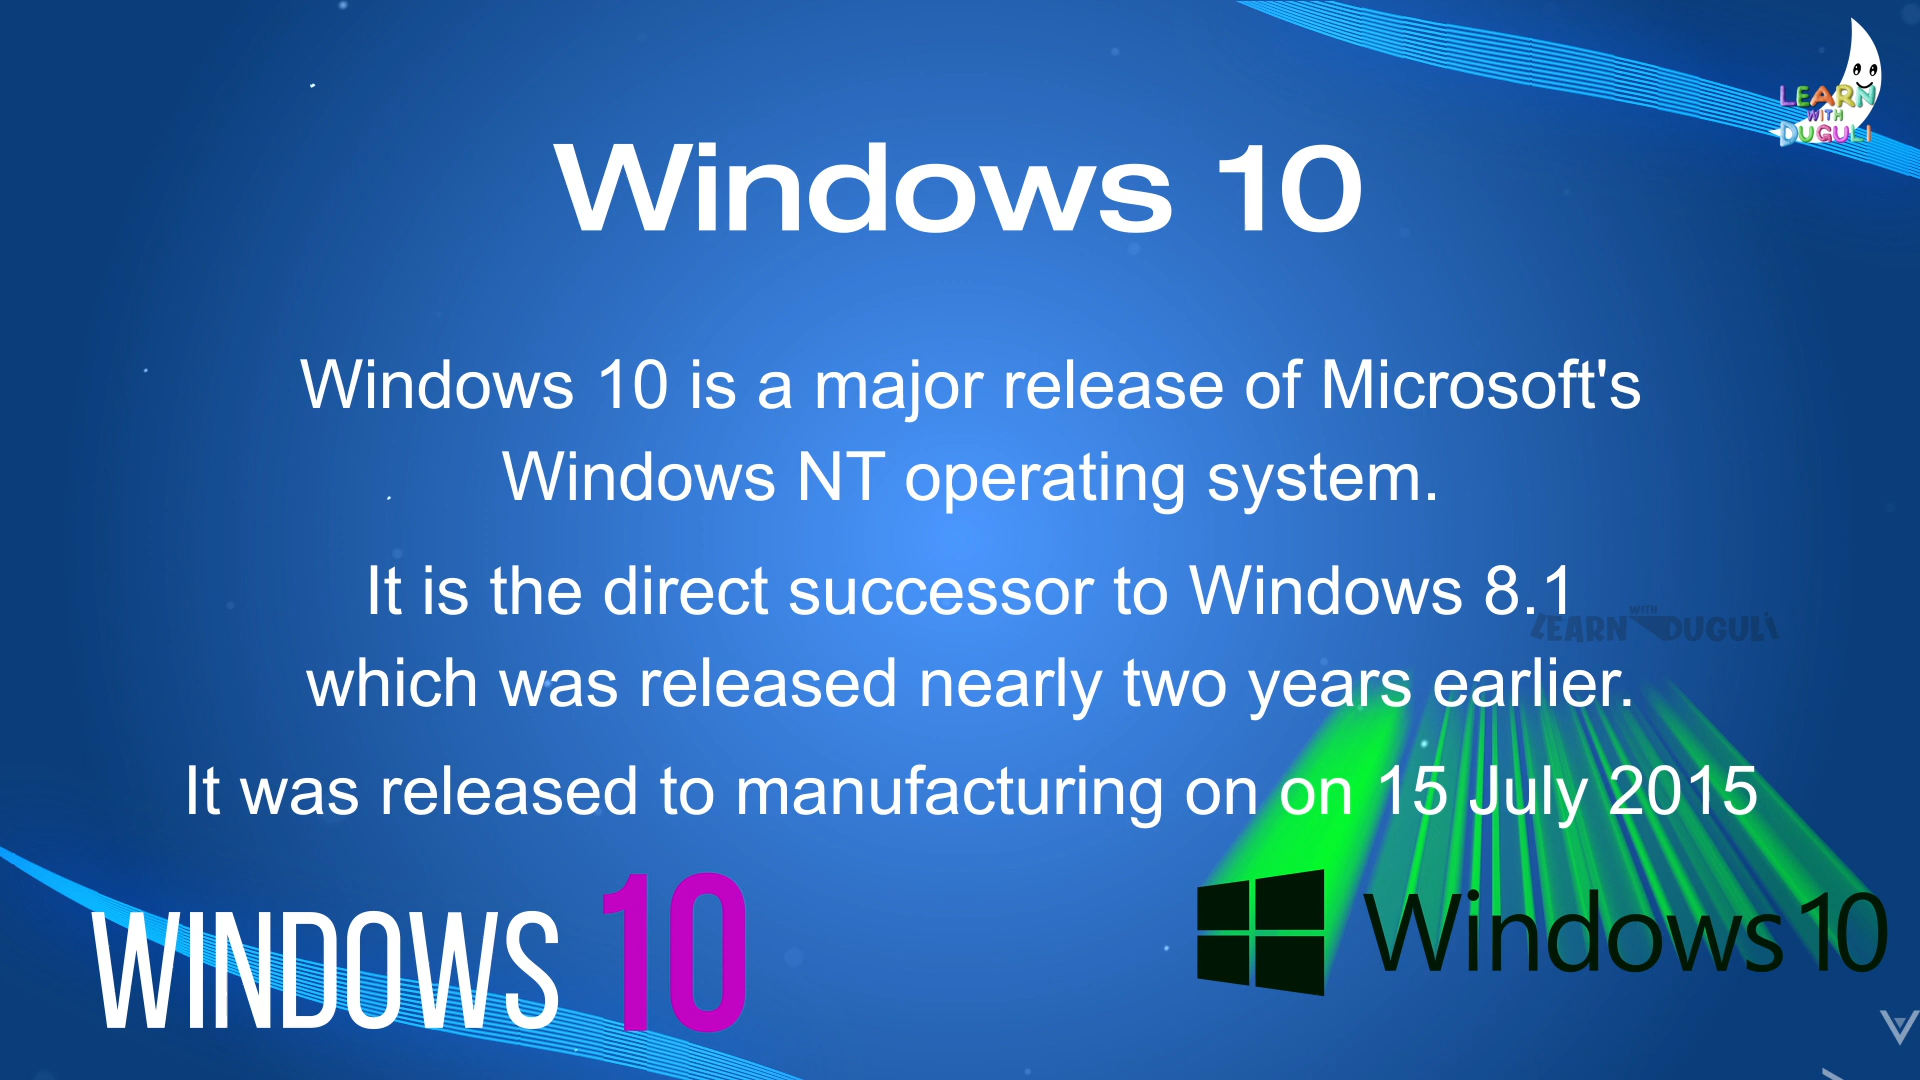 LEARN
WITH
DUGULI
Windows 10
Windows 10 is a major release of Microsoft's
Windows NT operating system.
It is the direct successor to Windows 8.1
LEARN WITH DUGULI
which was released nearly two years earlier.
It was released to manufacturing on on 15 July 2015
WINDOWS 10
Windows 10